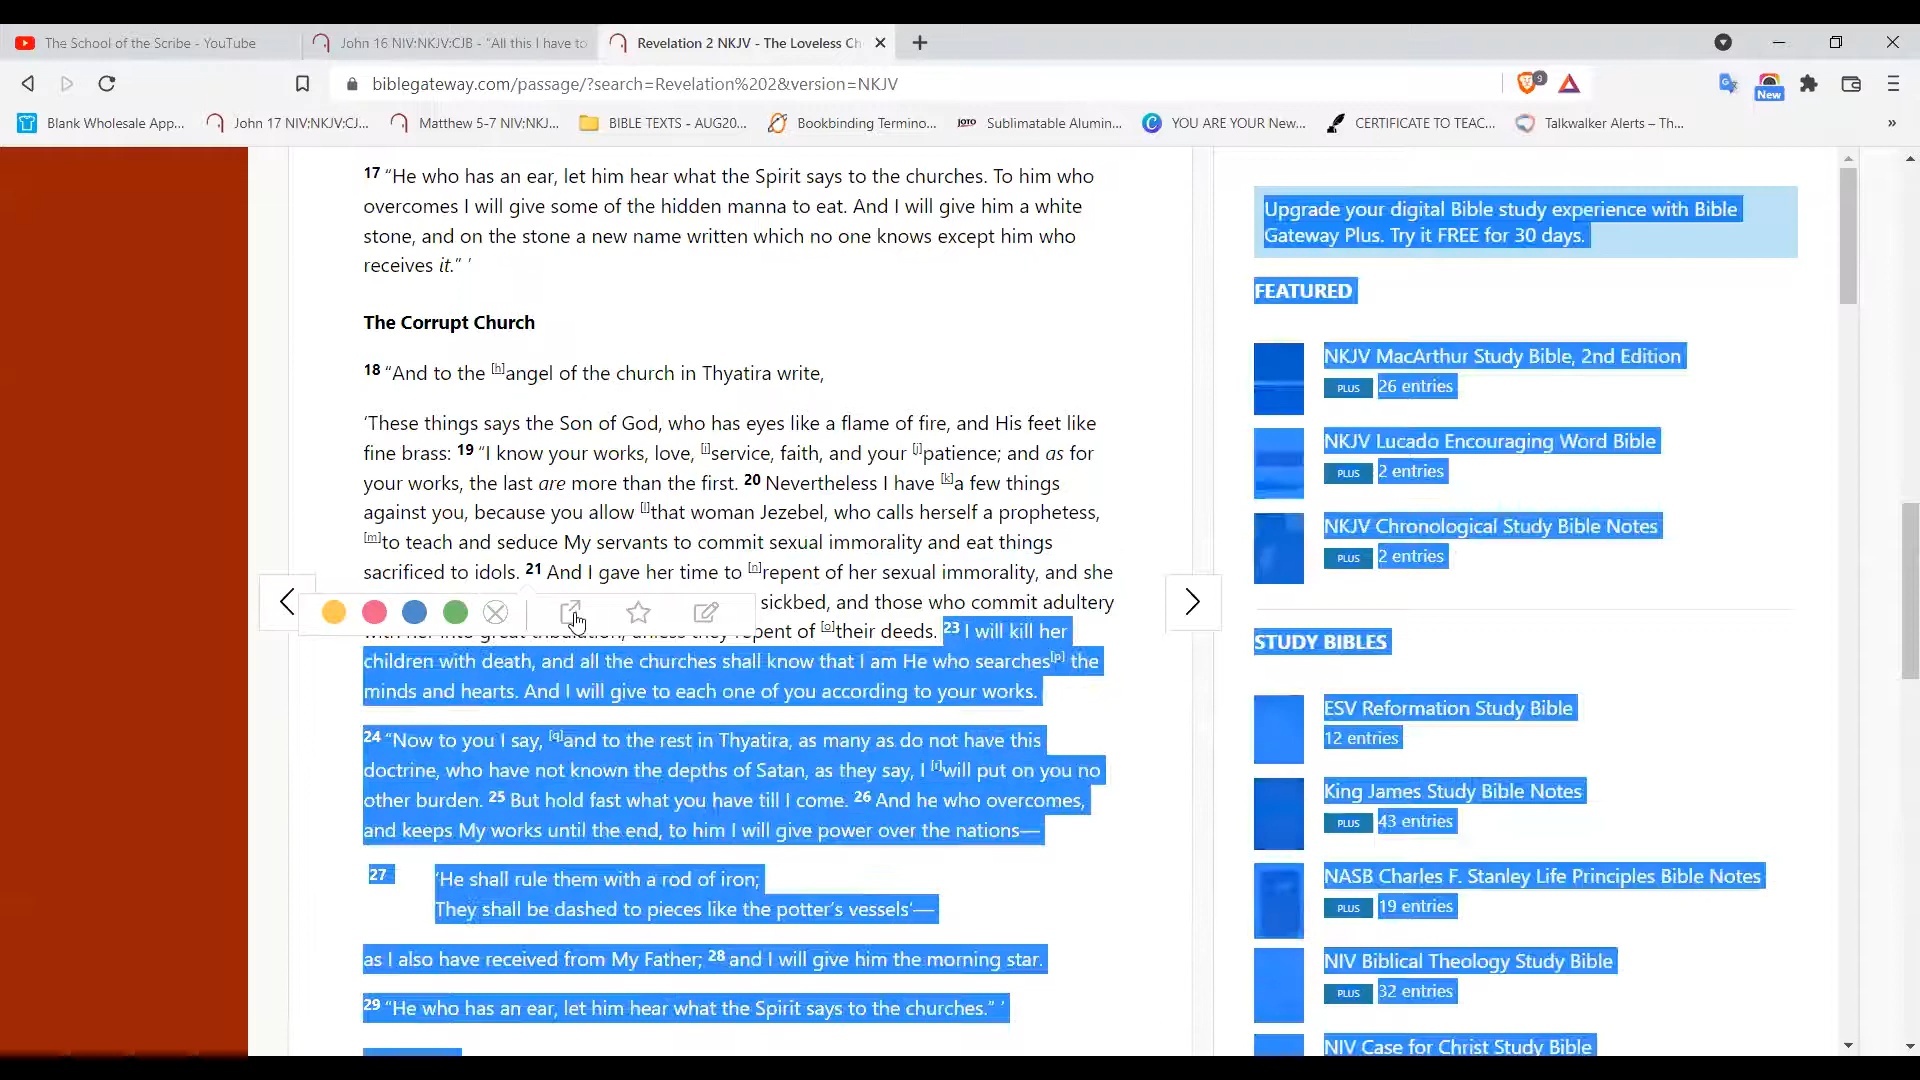 The School of the Scribe - YouTube
John 16 NIV;NKJV;CJB - "All this I have to
Revelation 2 NKJV - The Loveless Ch
biblegateway.com/passage/?search=Revelation%202&version=NKJV
9
New
Blank Wholesale App...
John 17 NIV;NKJV;CJ...
Matthew 5-7 NIV;NKJ...
BIBLE TEXTS - AUG20...
Bookbinding Termino...
JOTO
Sublimatable Alumin...
YOU ARE YOUR New...
CERTIFICATE TO TEAC...
Talkwalker Alerts – Th...
»
17 “He who has an ear, let him hear what the Spirit says to the churches. To him who
overcomes I will give some of the hidden manna to eat. And I will give him a white
stone, and on the stone a new name written which no one knows except him who
receives it.” ’
The Corrupt Church
18 “And to the [h]angel of the church in Thyatira write,
‘These things says the Son of God, who has eyes like a flame of fire, and His feet like
fine brass: 19 “I know your works, love, [i]service, faith, and your [j]patience; and as for
your works, the last are more than the first. 20 Nevertheless I have [k]a few things
against you, because you allow [l]that woman Jezebel, who calls herself a prophetess,
[m]to teach and seduce My servants to commit sexual immorality and eat things
sacrificed to idols. 21 And I gave her time to [n]repent of her sexual immorality, and she
sickbed, and those who commit adultery
pent of [o]their deeds. 23 I will kill her
children with death, and all the churches shall know that I am He who searches[p] the
minds and hearts. And I will give to each one of you according to your works.
24 “Now to you I say, [q]and to the rest in Thyatira, as many as do not have this
doctrine, who have not known the depths of Satan, as they say, I [r]will put on you no
other burden. 25 But hold fast what you have till I come. 26 And he who overcomes,
and keeps My works until the end, to him I will give power over the nations—
27 ‘He shall rule them with a rod of iron;
They shall be dashed to pieces like the potter’s vessels’—
as I also have received from My Father; 28 and I will give him the morning star.
29 “He who has an ear, let him hear what the Spirit says to the churches.” ’
Upgrade your digital Bible study experience with Bible
Gateway Plus. Try it FREE for 30 days.
FEATURED
NKJV MacArthur Study Bible, 2nd Edition
PLUS 26 entries
NKJV Lucado Encouraging Word Bible
PLUS 2 entries
NKJV Chronological Study Bible Notes
PLUS 2 entries
STUDY BIBLES
ESV Reformation Study Bible
12 entries
King James Study Bible Notes
PLUS 43 entries
NASB Charles F. Stanley Life Principles Bible Notes
PLUS 19 entries
NIV Biblical Theology Study Bible
PLUS 32 entries
NIV Case for Christ Study Bible